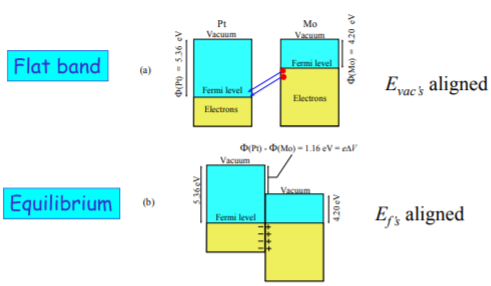 Pt
Mo
Vacuum
Vacuum
Flat band
(a)
Φ(Pt) = 5.36 eV
Fermi level
Electrons
Fermi level
Electrons
Φ(Mo) = 4.20 eV
E_vac's aligned
Φ(Pt) - Φ(Mo) = 1.16 eV = eΔV
Vacuum
Equilibrium
(b)
5.36 eV
Fermi level
Vacuum
4.20 eV
E_f's aligned
− +
− +
− +
− +